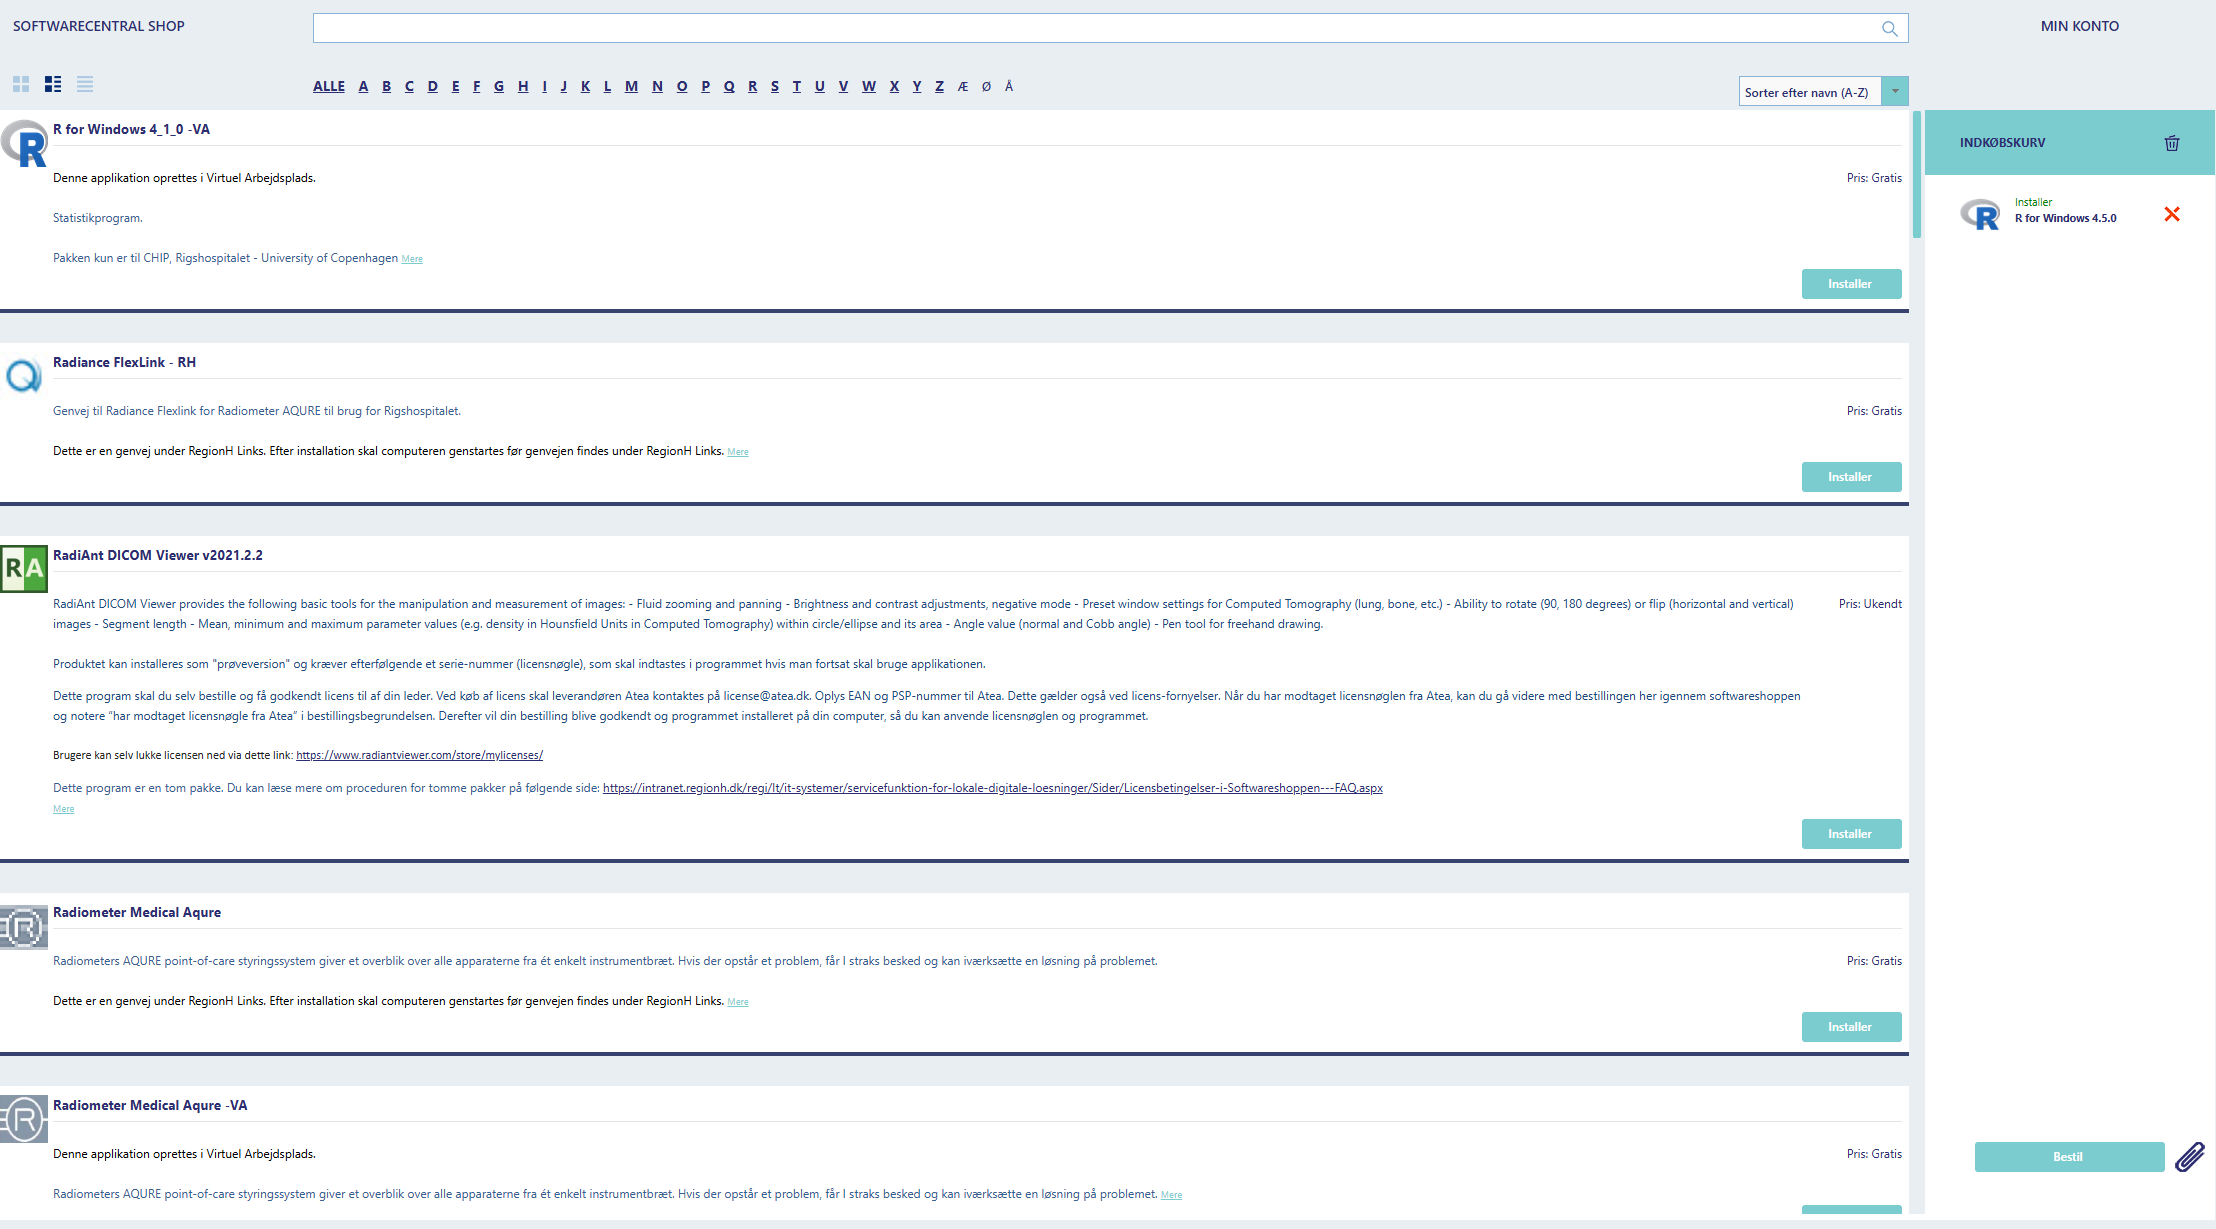 SOFTWARECENTRAL SHOP
MIN KONTO
ALLE A B C D E F G H I J K L M N O P Q R S T U V W X Y Z Æ Ø Å
Sorter efter navn (A-Z)
R for Windows 4_1_0 -VA
Denne applikation oprettes i Virtuel Arbejdsplads.
Pris: Gratis
Statistikprogram.
Pakken kun er til CHIP, Rigshospitalet - University of Copenhagen Mere
Installer
Radiance FlexLink - RH
Genvej til Radiance Flexlink for Radiometer AQURE til brug for Rigshospitalet.
Pris: Gratis
Dette er en genvej under RegionH Links. Efter installation skal computeren genstartes før genvejen findes under RegionH Links. Mere
Installer
RA
RadiAnt DICOM Viewer v2021.2.2
RadiAnt DICOM Viewer provides the following basic tools for the manipulation and measurement of images: - Fluid zooming and panning - Brightness and contrast adjustments, negative mode - Preset window settings for Computed Tomography (lung, bone, etc.) - Ability to rotate (90, 180 degrees) or flip (horizontal and vertical)
images - Segment length - Mean, minimum and maximum parameter values (e.g. density in Hounsfield Units in Computed Tomography) within circle/ellipse and its area - Angle value (normal and Cobb angle) - Pen tool for freehand drawing.
Pris: Ukendt
Produktet kan installeres som "prøveversion" og kræver efterfølgende et serie-nummer (licensnøgle), som skal indtastes i programmet hvis man fortsat skal bruge applikationen.
Dette program skal du selv bestille og få godkendt licens til af din leder. Ved køb af licens skal leverandøren Atea kontaktes på license@atea.dk. Oplys EAN og PSP-nummer til Atea. Dette gælder også ved licens-fornyelser. Når du har modtaget licensnøglen fra Atea, kan du gå videre med bestillingen her igennem softwareshoppen
og notere “har modtaget licensnøgle fra Atea” i bestillingsbegrundelsen. Derefter vil din bestilling blive godkendt og programmet installeret på din computer, så du kan anvende licensnøglen og programmet.
Brugere kan selv lukke licensen ned via dette link: https://www.radiantviewer.com/store/mylicenses/
Dette program er en tom pakke. Du kan læse mere om proceduren for tomme pakker på følgende side: https://intranet.regionh.dk/regi/It/it-systemer/servicefunktion-for-lokale-digitale-loesninger/Sider/Licensbetingelser-i-Softwareshoppen---FAQ.aspx
Mere
Installer
Radiometer Medical Aqure
Radiometers AQURE point-of-care styringssystem giver et overblik over alle apparaterne fra ét enkelt instrumentbræt. Hvis der opstår et problem, får I straks besked og kan iværksætte en løsning på problemet.
Pris: Gratis
Dette er en genvej under RegionH Links. Efter installation skal computeren genstartes før genvejen findes under RegionH Links. Mere
Installer
Radiometer Medical Aqure -VA
Denne applikation oprettes i Virtuel Arbejdsplads.
Pris: Gratis
Radiometers AQURE point-of-care styringssystem giver et overblik over alle apparaterne fra ét enkelt instrumentbræt. Hvis der opstår et problem, får I straks besked og kan iværksætte en løsning på problemet. Mere
INDKØBSKURV
Installer
R for Windows 4.5.0
Bestil